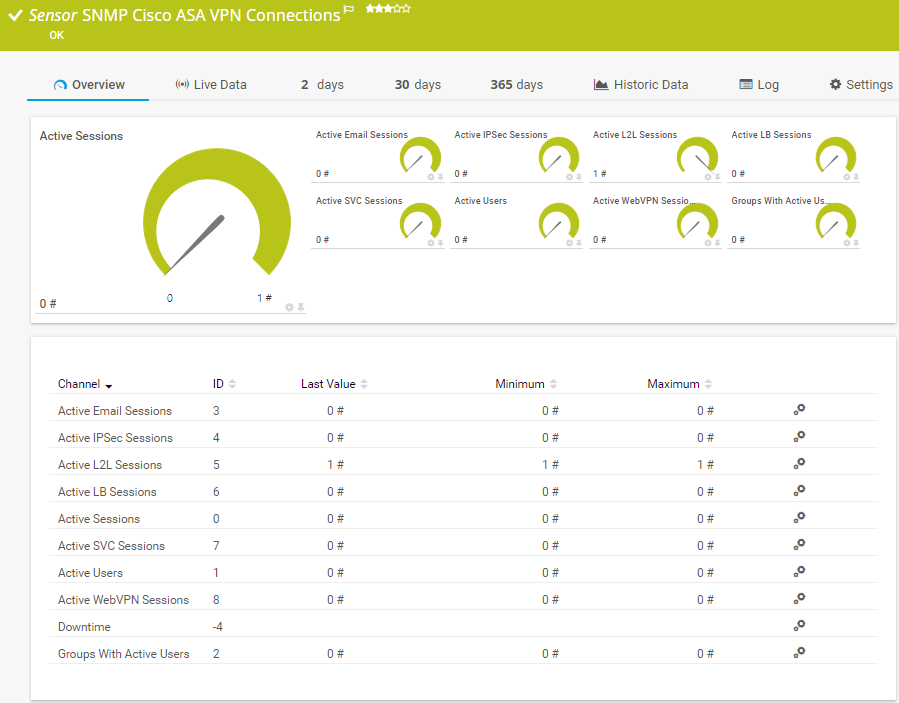 Sensor SNMP Cisco ASA VPN Connections
OK
Overview Live Data 2 days 30 days 365 days Historic Data Log Settings
Active Sessions
0 1 #
0 #
Active Email Sessions Active IPSec Sessions Active L2L Sessions Active LB Sessions
0 # 0 # 1 # 0 #
Active SVC Sessions Active Users Active WebVPN Sessio... Groups With Active Us...
0 # 0 # 0 # 0 #
Channel ID Last Value Minimum Maximum
Active Email Sessions 3 0 # 0 # 0 #
Active IPSec Sessions 4 0 # 0 # 0 #
Active L2L Sessions 5 1 # 1 # 1 #
Active LB Sessions 6 0 # 0 # 0 #
Active Sessions 0 0 # 0 # 0 #
Active SVC Sessions 7 0 # 0 # 0 #
Active Users 1 0 # 0 # 0 #
Active WebVPN Sessions 8 0 # 0 # 0 #
Downtime -4
Groups With Active Users 2 0 # 0 # 0 #